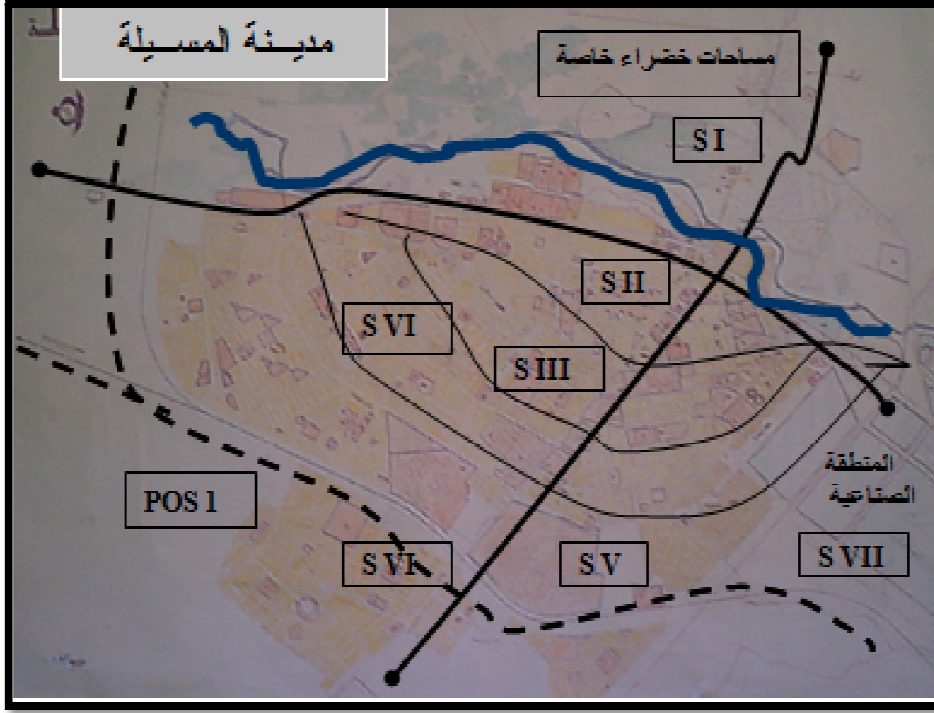 مدينة المسيلة
مساحات خضراء خاصة
S I
S II
S VI
S III
المنطقة
الصناعية
POS 1
S VI
S V
S VII